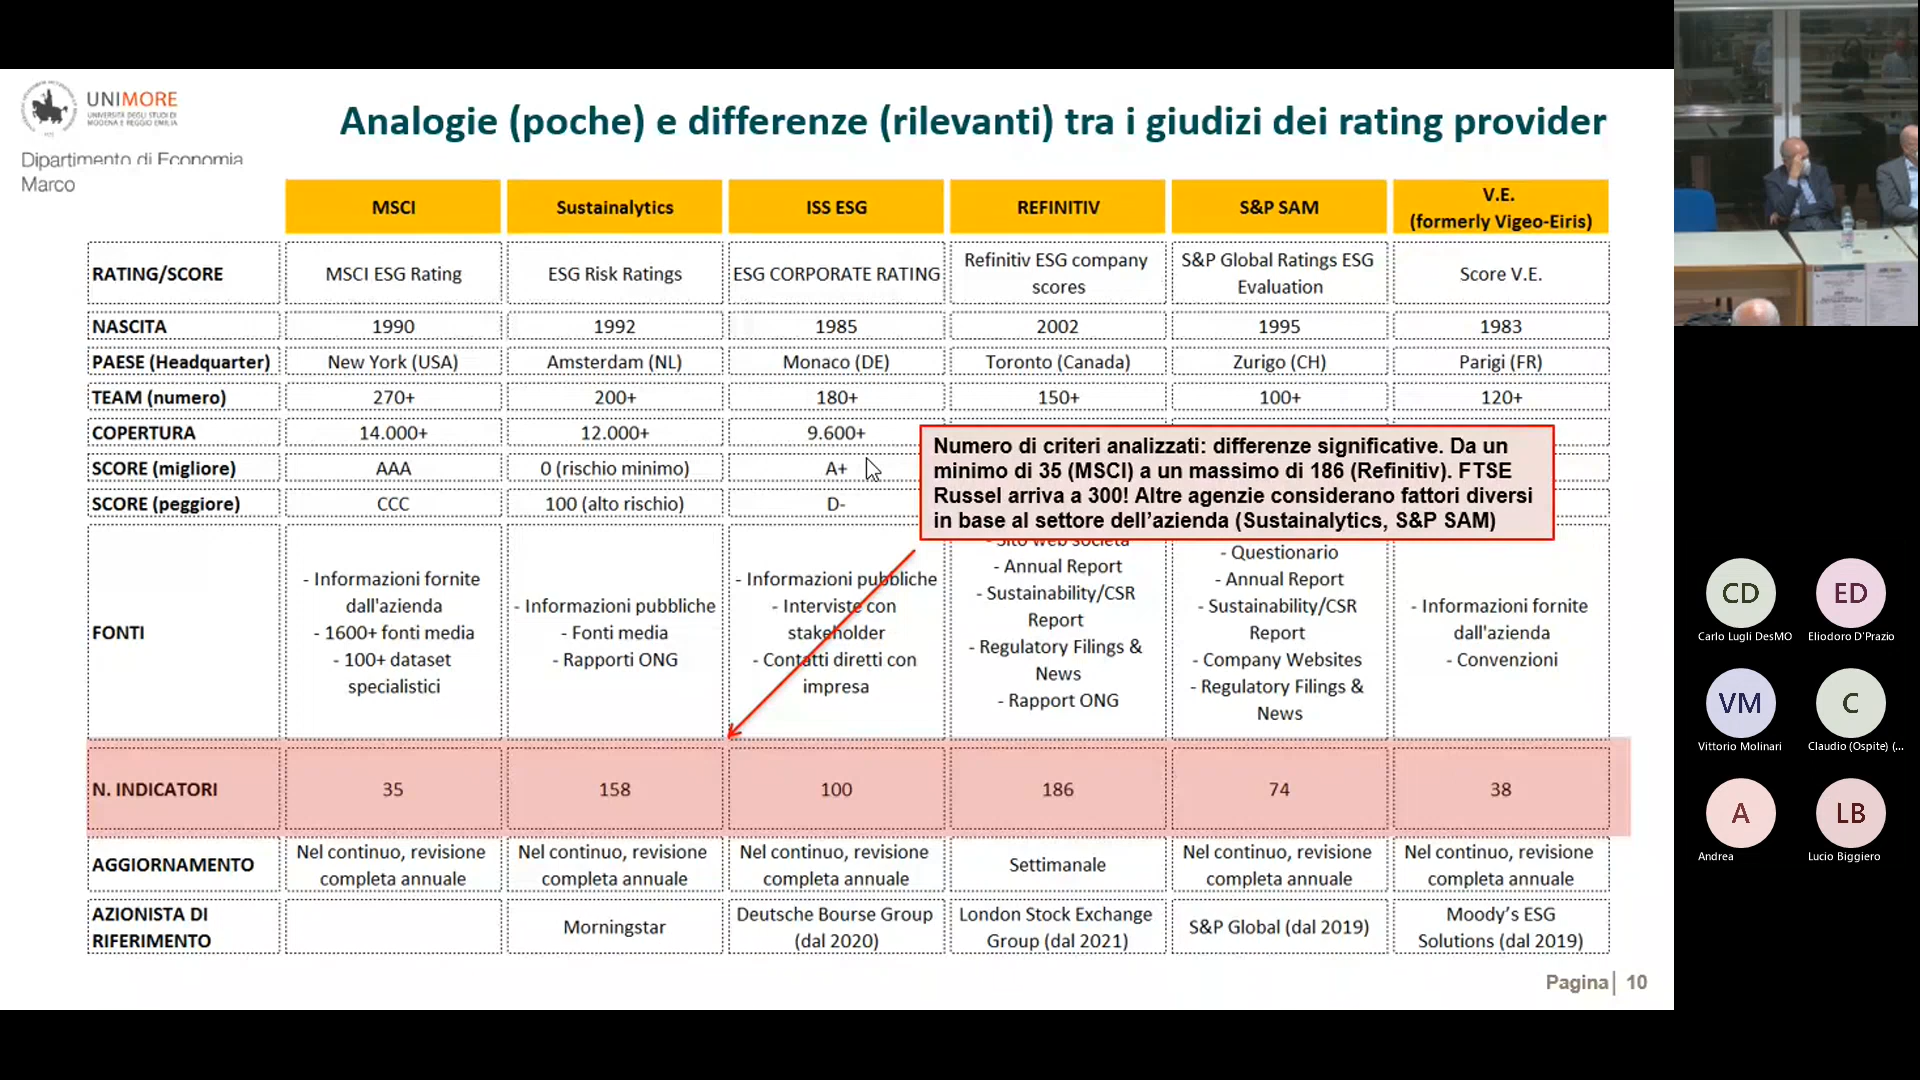 UNIMORE
UNIVERSITÀ DEGLI STUDI DI
MODENA E REGGIO EMILIA
Dipartimento di Economia
Marco
Analogie (poche) e differenze (rilevanti) tra i giudizi dei rating provider
MSCI
Sustainalytics
ISS ESG
REFINITIV
S&P SAM
V.E.
(formerly Vigeo-Eiris)
RATING/SCORE
MSCI ESG Rating
ESG Risk Ratings
ESG CORPORATE RATING
Refinitiv ESG company
scores
S&P Global Ratings ESG
Evaluation
Score V.E.
NASCITA
1990
1992
1985
2002
1995
1983
PAESE (Headquarter)
New York (USA)
Amsterdam (NL)
Monaco (DE)
Toronto (Canada)
Zurigo (CH)
Parigi (FR)
TEAM (numero)
270+
200+
180+
150+
100+
120+
COPERTURA
14.000+
12.000+
9.600+
SCORE (migliore)
AAA
0 (rischio minimo)
A+
SCORE (peggiore)
CCC
100 (alto rischio)
D-
Numero di criteri analizzati: differenze significative. Da un
minimo di 35 (MSCI) a un massimo di 186 (Refinitiv). FTSE
Russel arriva a 300! Altre agenzie considerano fattori diversi
in base al settore dell'azienda (Sustainalytics, S&P SAM)
FONTI
- Informazioni fornite
dall'azienda
- 1600+ fonti media
- 100+ dataset
specialistici
- Informazioni pubbliche
- Fonti media
- Rapporti ONG
- Informazioni pubbliche
- Interviste con
stakeholder
- Contatti diretti con
impresa
- Sito web società
- Annual Report
- Sustainability/CSR
Report
- Regulatory Filings &
News
- Rapport ONG
- Questionario
- Annual Report
- Sustainability/CSR
Report
- Company Websites
- Regulatory Filings &
News
- Informazioni fornite
dall'azienda
- Convenzioni
N. INDICATORI
35
158
100
186
74
38
AGGIORNAMENTO
Nel continuo, revisione
completa annuale
Nel continuo, revisione
completa annuale
Nel continuo, revisione
completa annuale
Settimanale
Nel continuo, revisione
completa annuale
Nel continuo, revisione
completa annuale
AZIONISTA DI
RIFERIMENTO
Morningstar
Deutsche Bourse Group
(dal 2020)
London Stock Exchange
Group (dal 2021)
S&P Global (dal 2019)
Moody's ESG
Solutions (dal 2019)
Pagina| 10
CD
Carlo Lugli DesMO
ED
Eliodoro D'Prazio
VM
Vittorio Molinari
C
Claudio (Ospite) (...
A
Andrea
LB
Lucio Biggiero